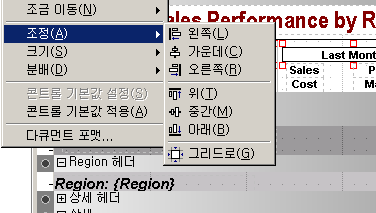 조금 이동(N)
조정(A)
크기(S)
분배(D)
콘트롤 기본값 설정(S)
콘트롤 기본값 적용(A)
다큐먼트 포맷...
왼쪽(L)
가운데(C)
오른쪽(R)
위(T)
중간(M)
아래(B)
그리드로(G)
les Performance by R
Last Mont
Sales P
Cost Ma
Region 헤더
Region: {Region}
상세 헤더